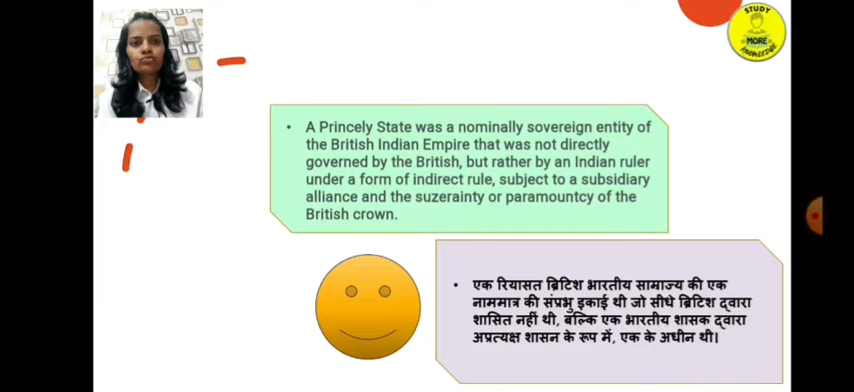 STUDY
MORE
KNOWLEDGE
• A Princely State was a nominally sovereign entity of
the British Indian Empire that was not directly
governed by the British, but rather by an Indian ruler
under a form of indirect rule, subject to a subsidiary
alliance and the suzerainty or paramountcy of the
British crown.
• एक रियासत ब्रिटिश भारतीय साम्राज्य की एक
नाममात्र की संप्रभु इकाई थी जो सीधे ब्रिटिश द्वारा
शासित नहीं थी, बल्कि एक भारतीय शासक द्वारा
अप्रत्यक्ष शासन के रूप में, एक के अधीन थी।